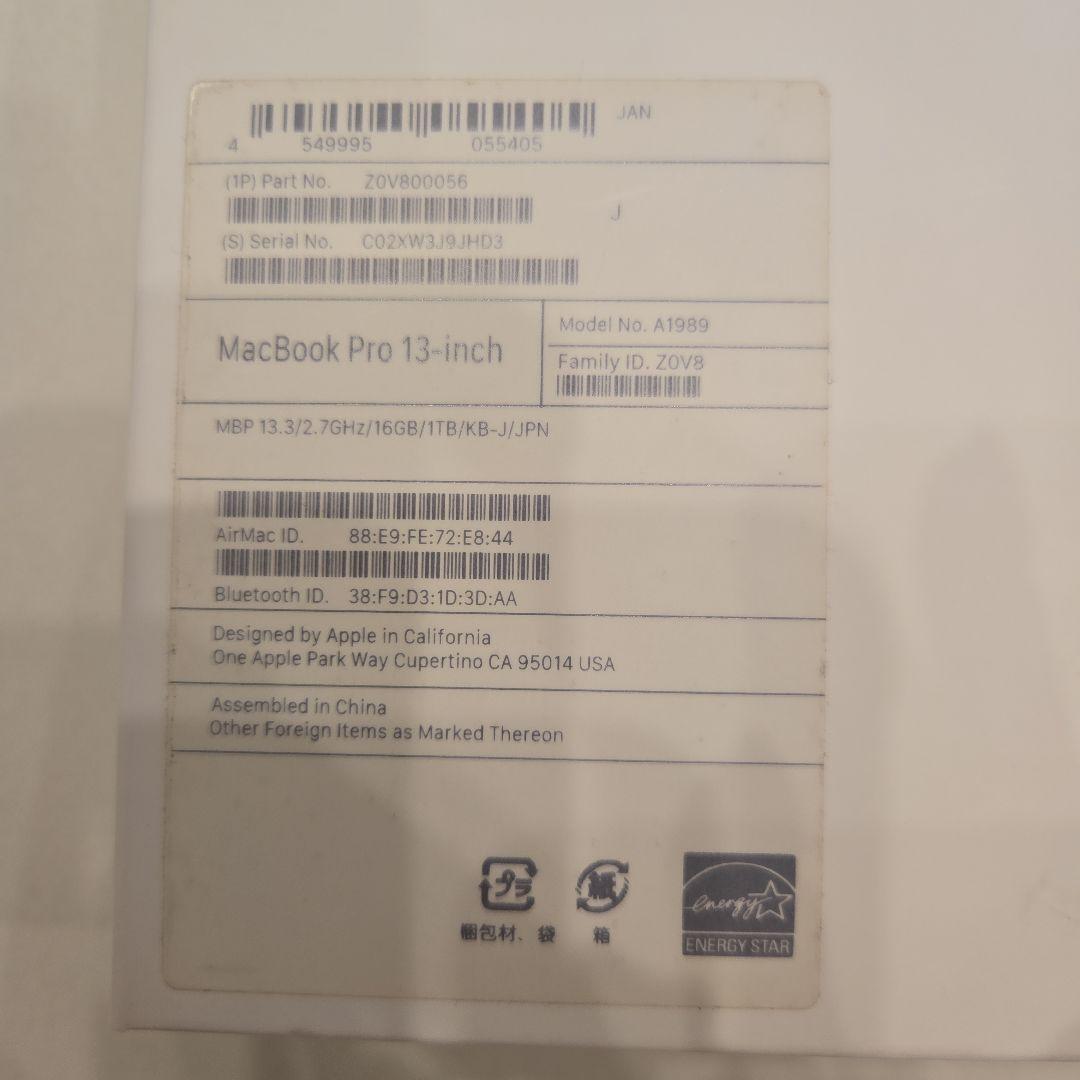 JAN
4 549995 055405
(1P) Part No. Z0V800056
J
(S) Serial No. C02XW3J9JHD3
MacBook Pro 13-inch
Model No. A1989
Family ID. Z0V8
MBP 13.3/2.7GHz/16GB/1TB/KB-J/JPN
AirMac ID. 88:E9:FE:72:E8:44
Bluetooth ID. 38:F9:D3:1D:3D:AA
Designed by Apple in California
One Apple Park Way Cupertino CA 95014 USA
Assembled in China
Other Foreign Items as Marked Thereon
プラ 紙
energy
梱包材、袋 箱
ENERGY STAR